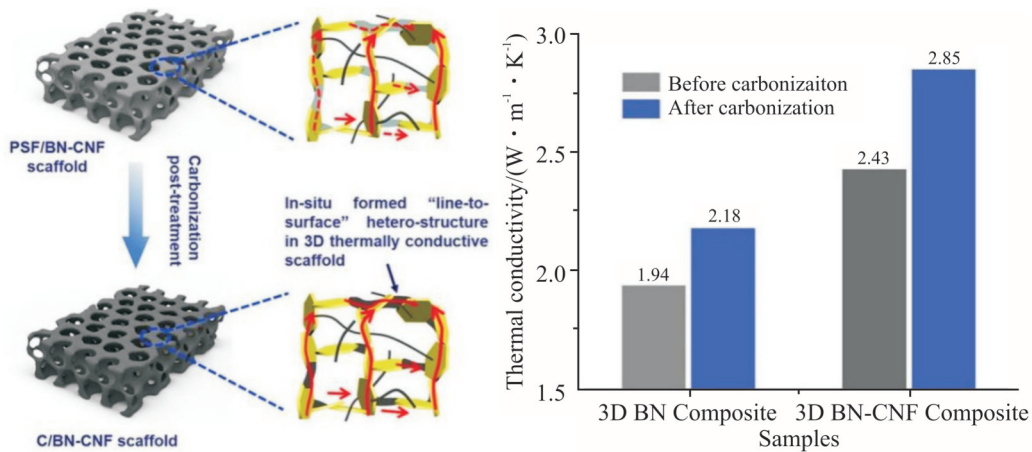 PSF/BN-CNF
scaffold
Carbonization
post-treatment
In-situ formed “line-to-
surface” hetero-structure
in 3D thermally conductive
scaffold
C/BN-CNF scaffold
Thermal conductivity/(W · m⁻¹ · K⁻¹)
3.0
2.5
2.0
1.5
Before carbonizaiton
After carbonization
1.94
2.18
2.43
2.85
3D BN Composite
3D BN-CNF Composite
Samples